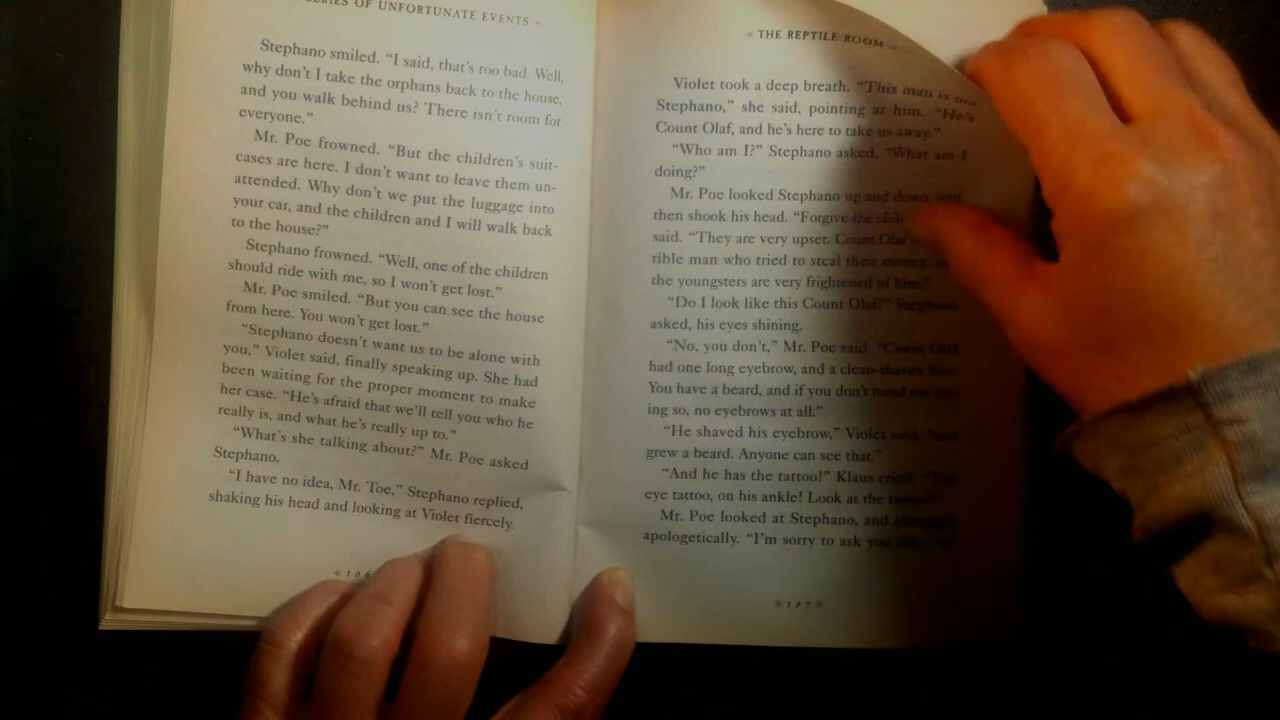 SERIES OF UNFORTUNATE EVENTS
Stephano smiled. “I said, that’s too bad. Well,
why don’t I take the orphans back to the house,
and you walk behind us? There isn’t room for
everyone.”
Mr. Poe frowned. “But the children’s suit-
cases are here. I don’t want to leave them un-
attended. Why don’t we put the luggage into
your car, and the children and I will walk back
to the house?”
Stephano frowned. “Well, one of the children
should ride with me, so I won’t get lost.”
Mr. Poe smiled. “But you can see the house
from here. You won’t get lost.”
“Stephano doesn’t want us to be alone with
you,” Violet said, finally speaking up. She had
been waiting for the proper moment to make
her case. “He’s afraid that we’ll tell you who he
really is, and what he’s really up to.”
“What’s she talking about?” Mr. Poe asked
Stephano.
“I have no idea, Mr. Toe,” Stephano replied,
shaking his head and looking at Violet fiercely.
106
THE REPTILE ROOM
Violet took a deep breath. “This man is not
Stephano,” she said, pointing at him. “He’s
Count Olaf, and he’s here to take us away.”
“Who am I?” Stephano asked. “What am I
doing?”
Mr. Poe looked Stephano up and down, and
then shook his head. “Forgive the
said. “They are very upset. Count
rible man who tried to steal their money,
the youngsters are very frightened of him.”
“Do I look like this Count Olaf?” Stephano
asked, his eyes shining.
“No, you don’t,” Mr. Poe said. “Count Olaf
had one long eyebrow, and a clean-shaven
You have a beard, and if you don’t mind my
ing so, no eyebrows at all.”
“He shaved his eyebrow,” Violet said, “and
grew a beard. Anyone can see that.”
“And he has the tattoo!” Klaus cried. “The
eye tattoo, on his ankle! Look at the tattoo!”
Mr. Poe looked at Stephano, and
apologetically. “I’m sorry to ask you
107